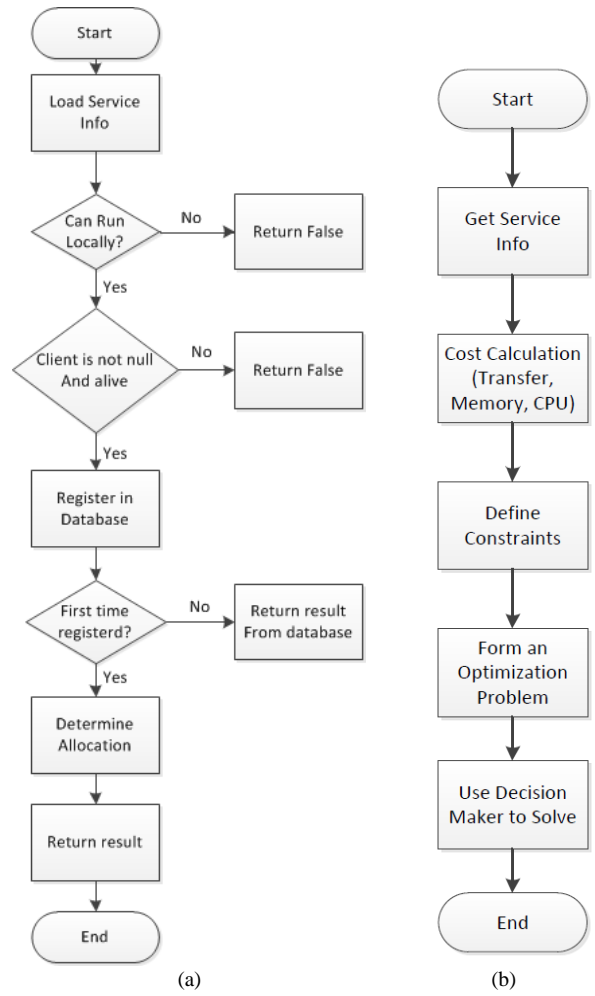 Start
Load Service
Info
Can Run
Locally?
No
Return False
Yes
Client is not null
And alive
No
Return False
Yes
Register in
Database
First time
registerd?
No
Return result
From database
Yes
Determine
Allocation
Return result
End
(a)
Start
Get Service
Info
Cost Calculation
(Transfer,
Memory, CPU)
Define
Constraints
Form an
Optimization
Problem
Use Decision
Maker to Solve
End
(b)